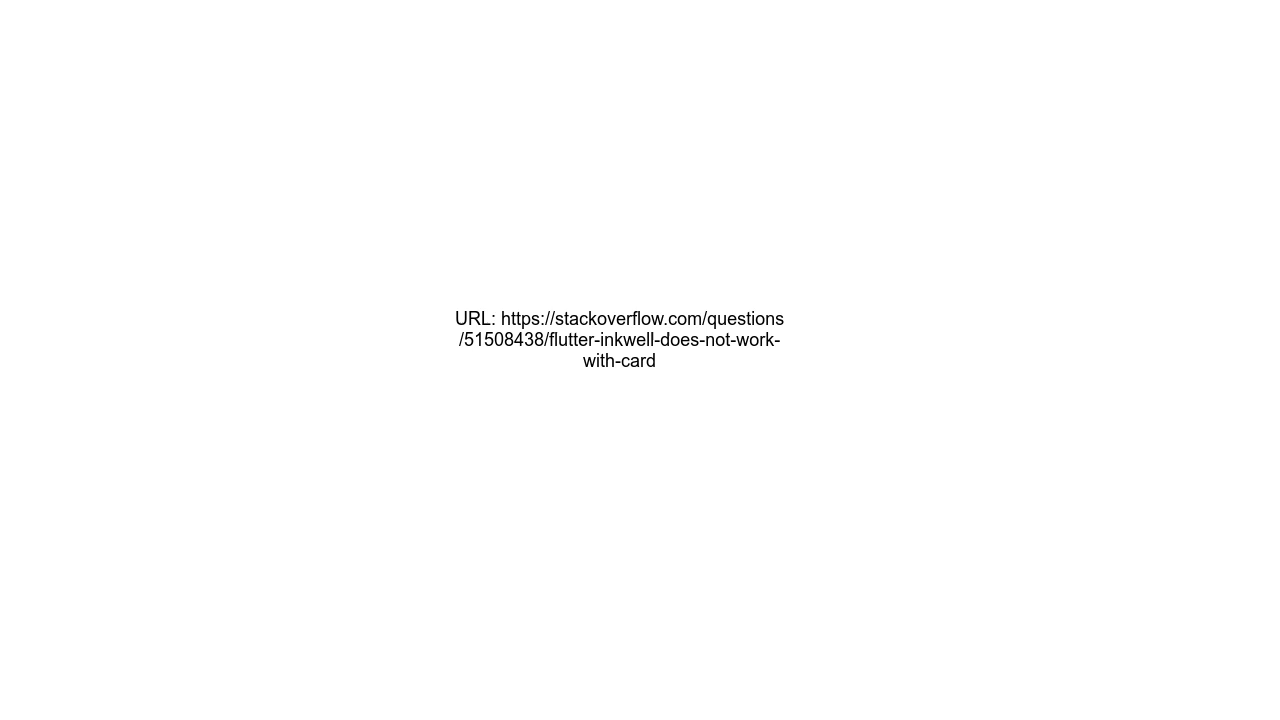 URL: https://stackoverflow.com/questions
/51508438/flutter-inkwell-does-not-work-
with-card